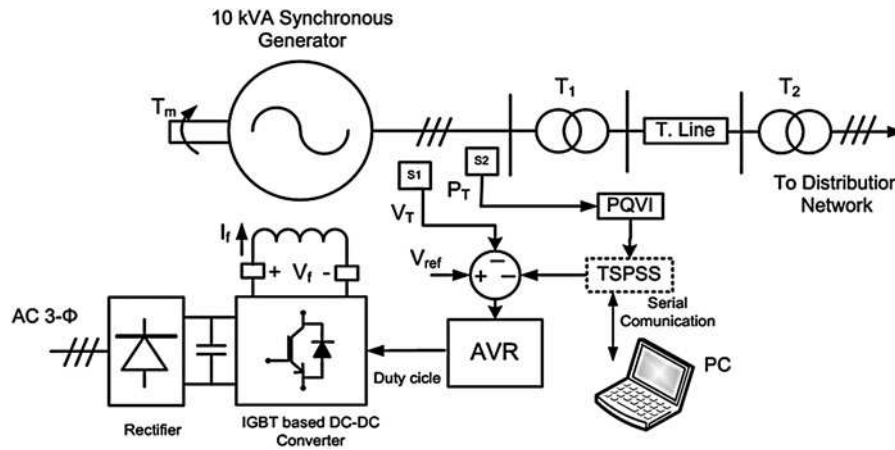 10 kVA Synchronous
Generator
Tm
T1
T2
T. Line
S1
S2
PT
VT
PQVI
To Distribution
Network
If
+ Vf -
Vref
+
−
−
TSPSS
Serial
Comunication
AC 3-Φ
AVR
PC
Duty cicle
Rectifier
IGBT based DC-DC
Converter